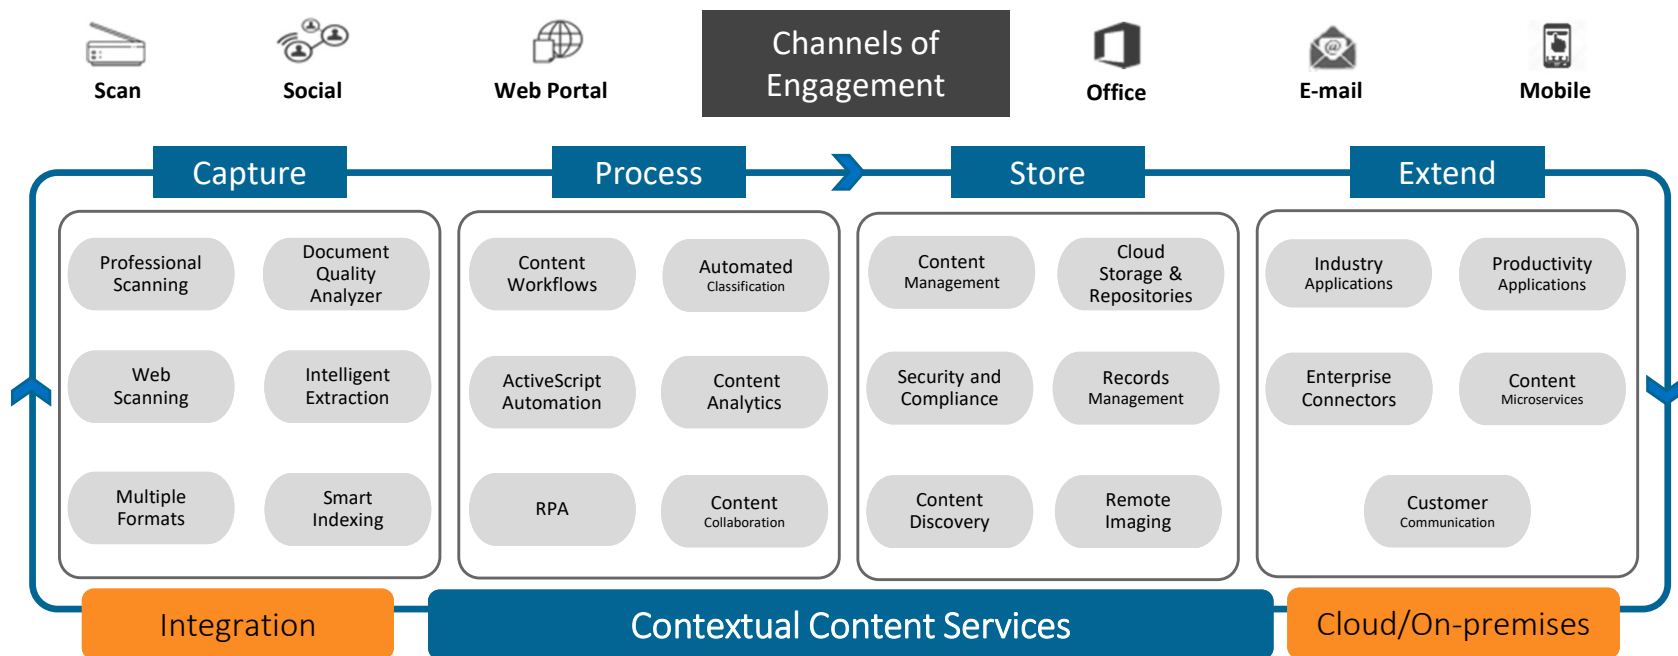 Channels of
Engagement
Scan
Social
Web Portal
Office
E-mail
Mobile
Capture
Process
Store
Extend
Professional
Scanning
Document
Quality
Analyzer
Web
Scanning
Intelligent
Extraction
Multiple
Formats
Smart
Indexing
Content
Workflows
Automated
Classification
ActiveScript
Automation
Content
Analytics
RPA
Content
Collaboration
Content
Management
Cloud
Storage &
Repositories
Security and
Compliance
Records
Management
Content
Discovery
Remote
Imaging
Industry
Applications
Productivity
Applications
Enterprise
Connectors
Content
Microservices
Customer
Communication
Integration
Contextual Content Services
Cloud/On-premises